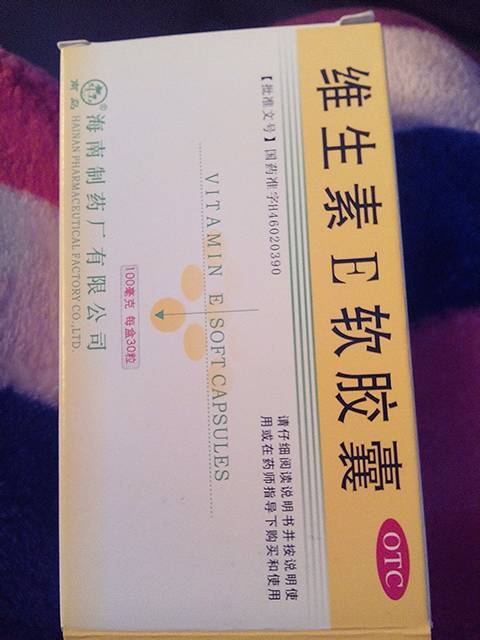 维生素E软胶囊
OTC
【批准文号】国药准字H46020390
请仔细阅读说明书并按说明使
用或在药师指导下购买和使用
VITAMIN E SOFT CAPSULES
100毫克 每盒30粒
南岛
®
海南制药厂有限公司
HAINAN PHARMACEUTICAL FACTORY CO.,LTD.